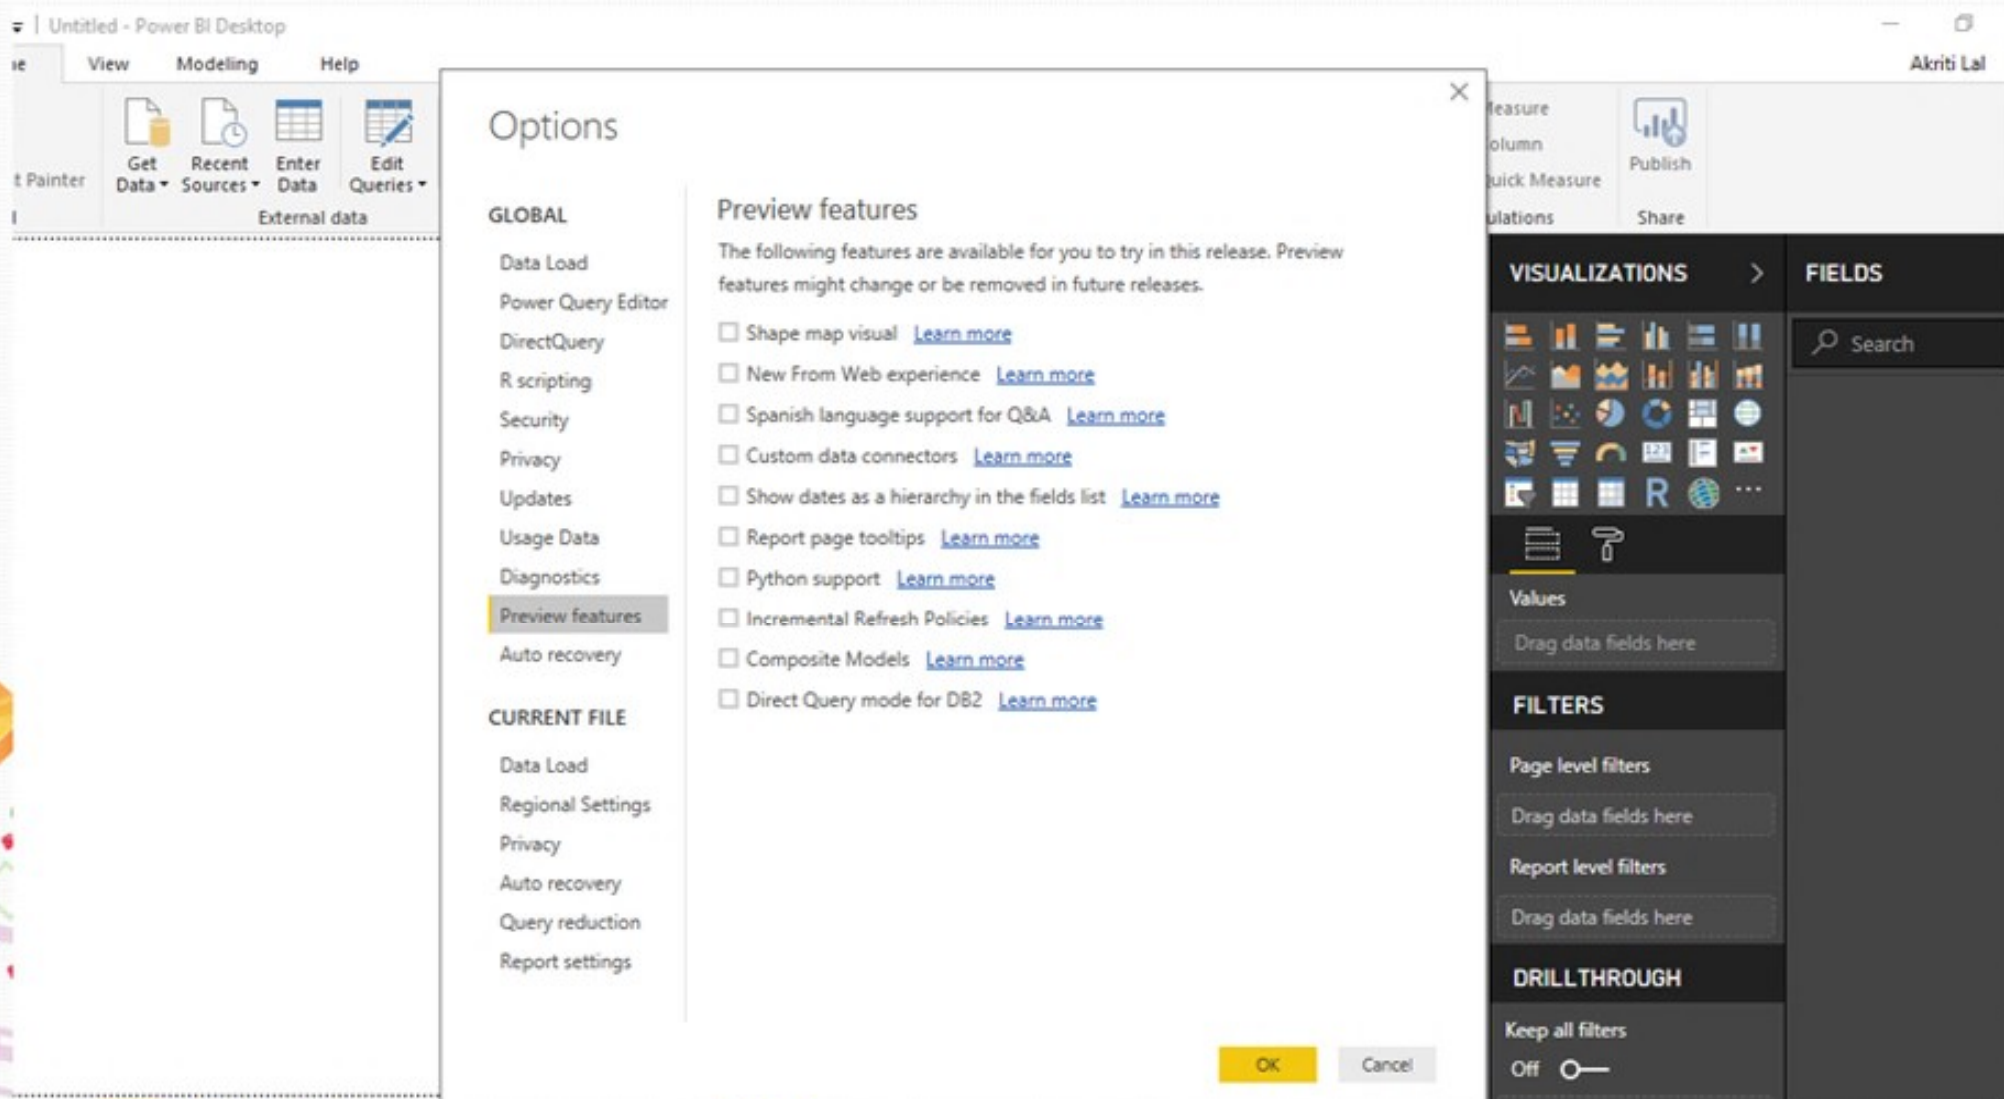 Untitled - Power BI Desktop
View Modeling Help
Akriti Lal
t Painter
Get Data
Recent Sources
Enter Data
Edit Queries
External data
Measure
olumn
Quick Measure
ulations
Publish
Share
Options
GLOBAL
Data Load
Power Query Editor
DirectQuery
R scripting
Security
Privacy
Updates
Usage Data
Diagnostics
Preview features
Auto recovery
CURRENT FILE
Data Load
Regional Settings
Privacy
Auto recovery
Query reduction
Report settings
Preview features
The following features are available for you to try in this release. Preview
features might change or be removed in future releases.
Shape map visual Learn more
New From Web experience Learn more
Spanish language support for Q&A Learn more
Custom data connectors Learn more
Show dates as a hierarchy in the fields list Learn more
Report page tooltips Learn more
Python support Learn more
Incremental Refresh Policies Learn more
Composite Models Learn more
Direct Query mode for DB2 Learn more
OK Cancel
VISUALIZATIONS
123
R
Values
Drag data fields here
FILTERS
Page level filters
Drag data fields here
Report level filters
Drag data fields here
DRILLTHROUGH
Keep all filters
Off
FIELDS
Search